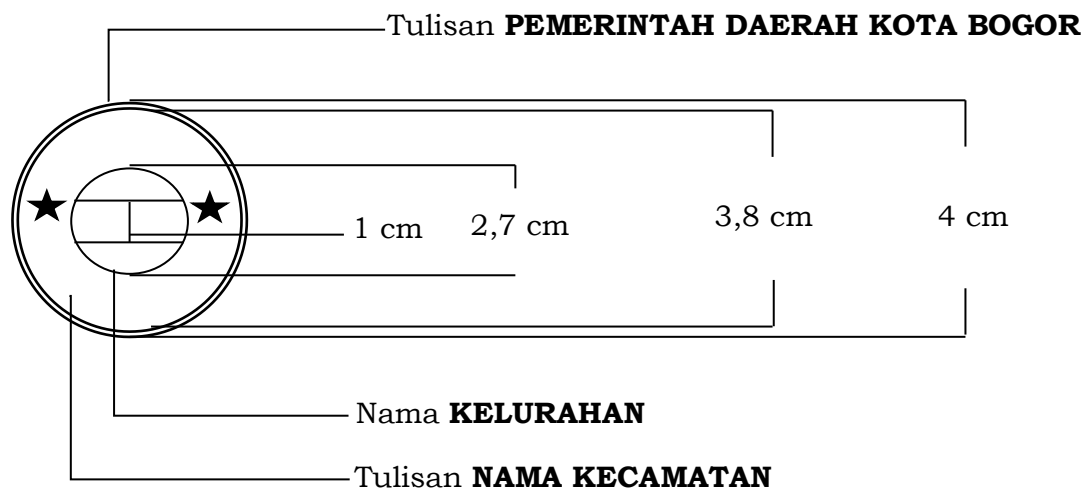 Tulisan PEMERINTAH DAERAH KOTA BOGOR
1 cm
2,7 cm
3,8 cm
4 cm
Nama KELURAHAN
Tulisan NAMA KECAMATAN